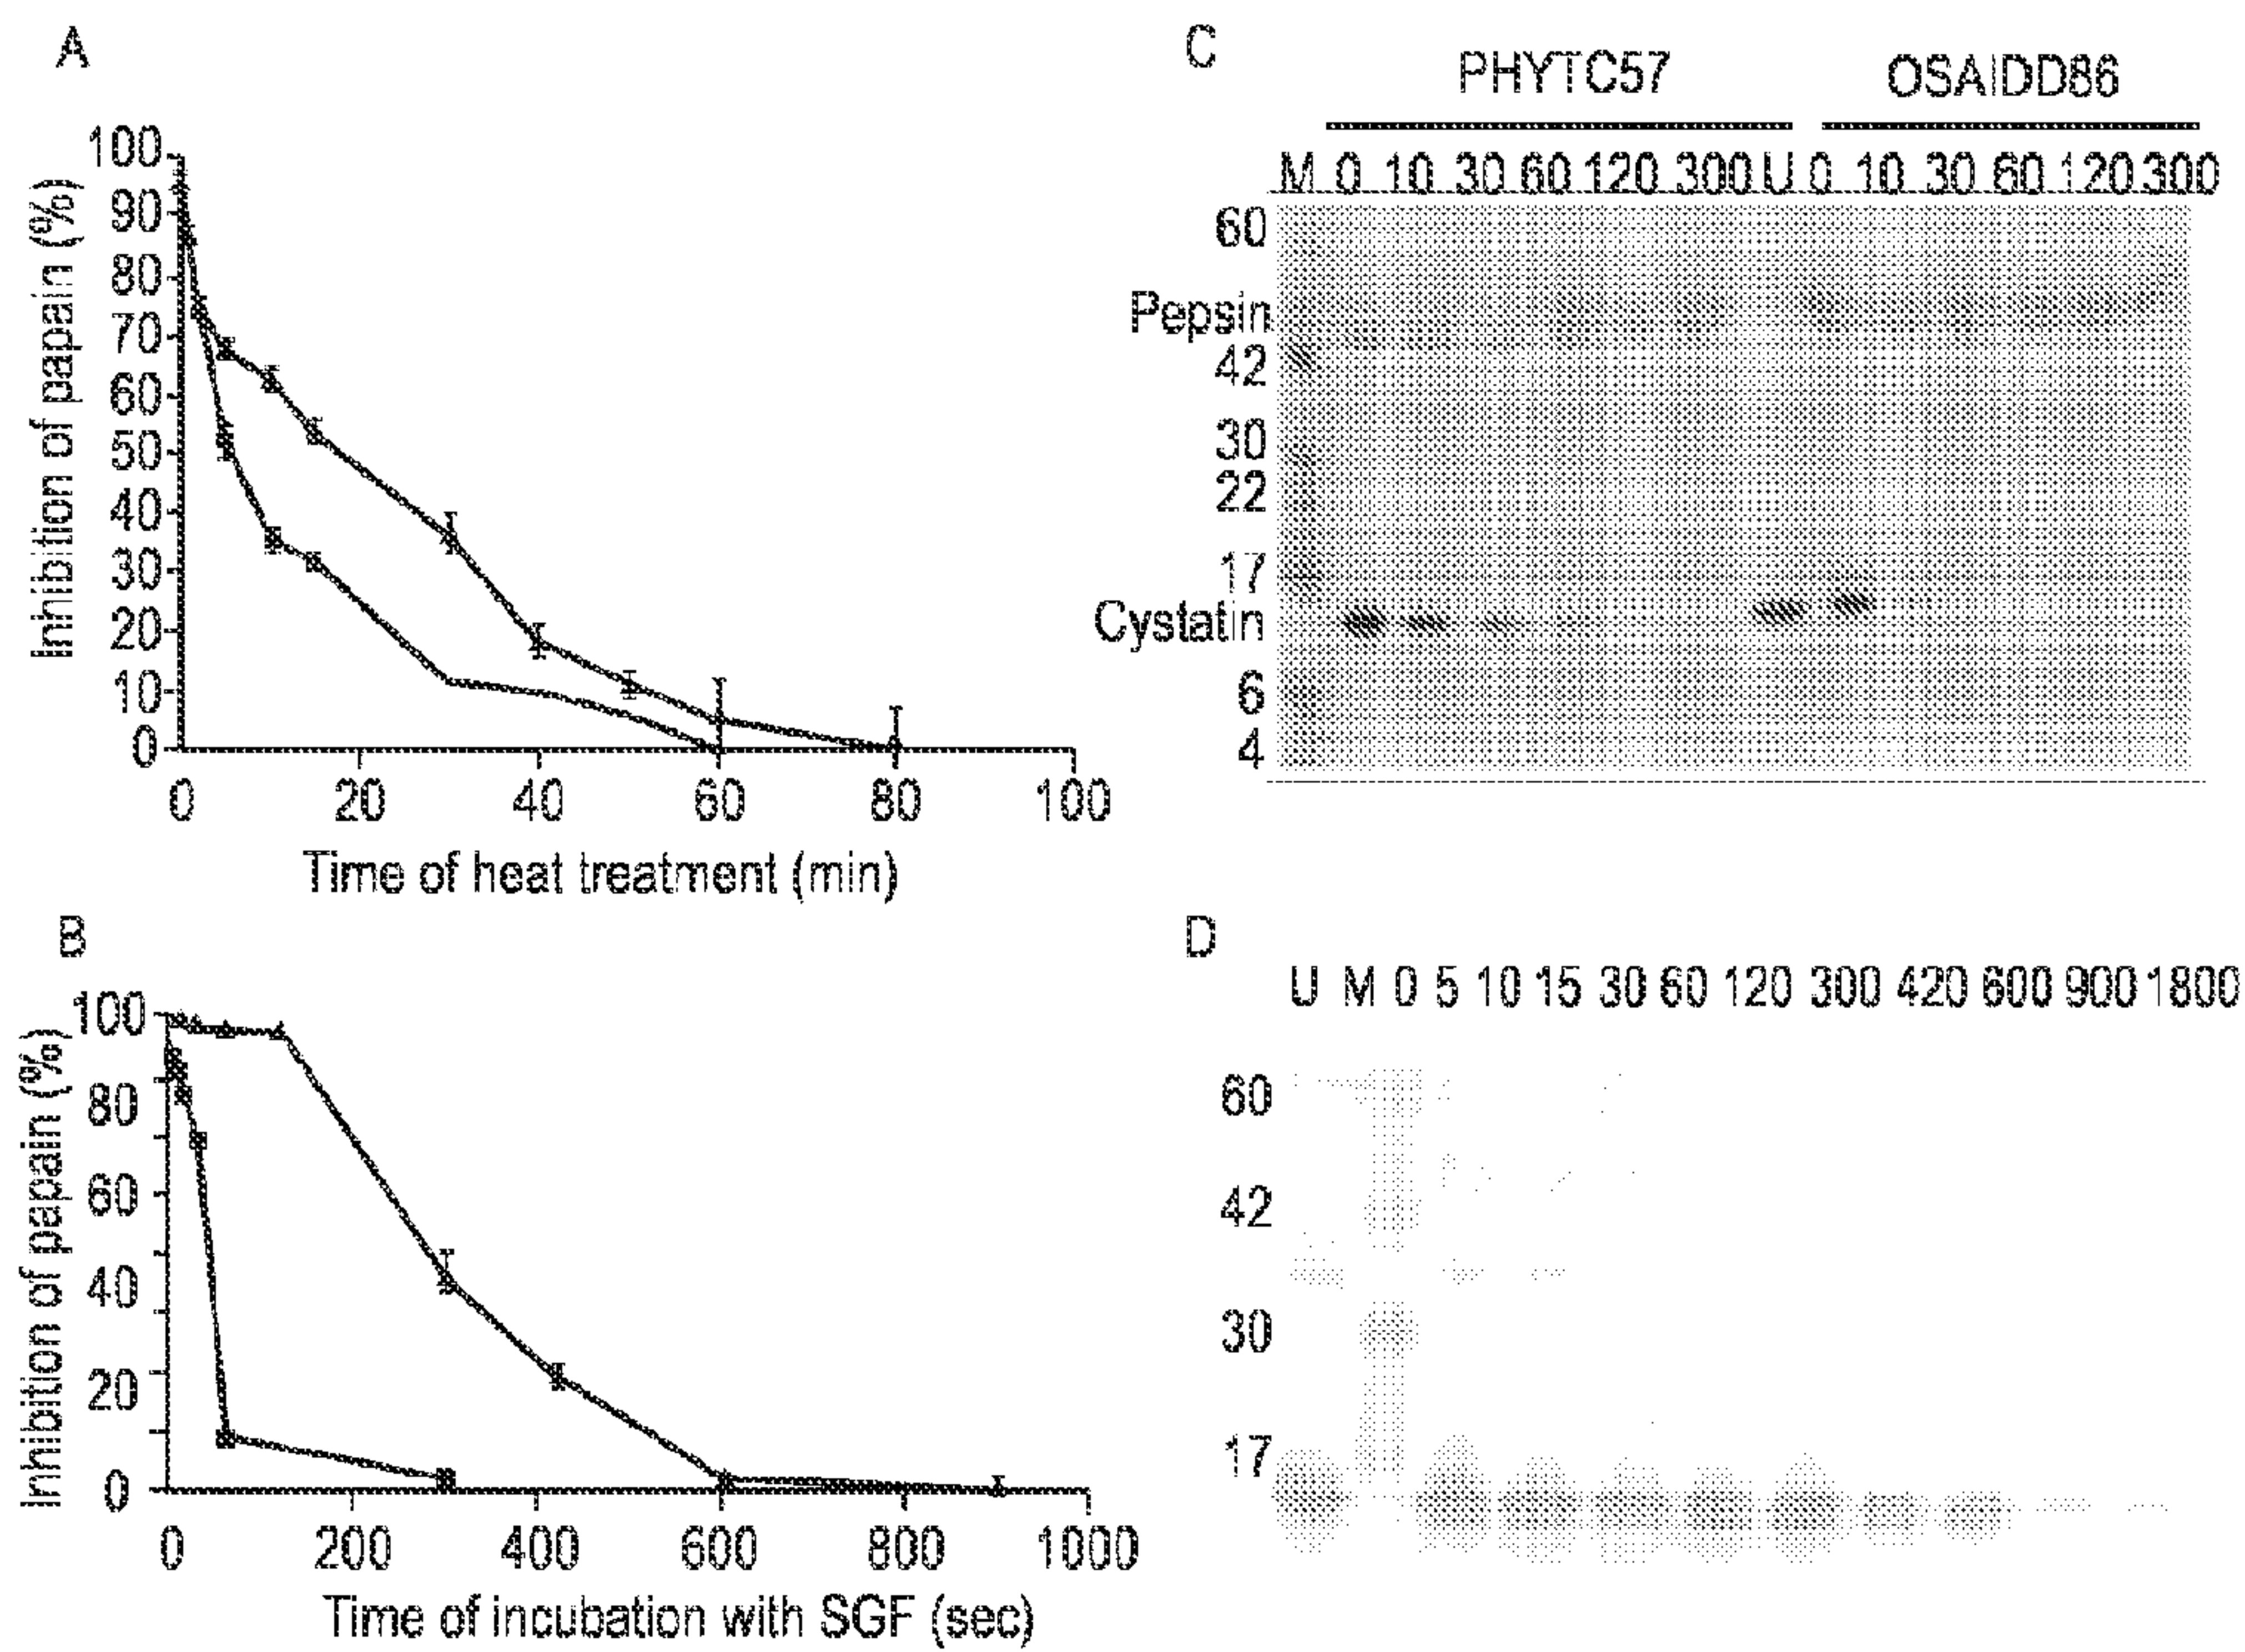 A
Inhibition of papain (%)
100
90
80
70
60
50
40
30
20
10
0
0 20 40 60 80 100
Time of heat treatment (min)
B
Inhibition of papain (%)
100
80
60
40
20
0
0 200 400 600 800 1000
Time of incubation with SGF (sec)
C
PHYTC57 OSAIDD86
M 0 10 30 60 120 300 U 0 10 30 60 120 300
60
Pepsin
42
30
22
17
Cystatin
6
4
D
U M 0 5 10 15 30 60 120 300 420 600 900 1800
60
42
30
17